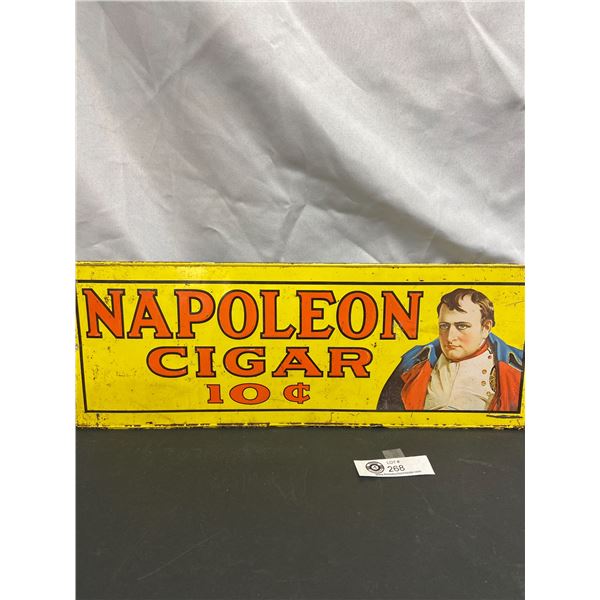 NAPOLEON
CIGAR
10 ¢
LOT #
268